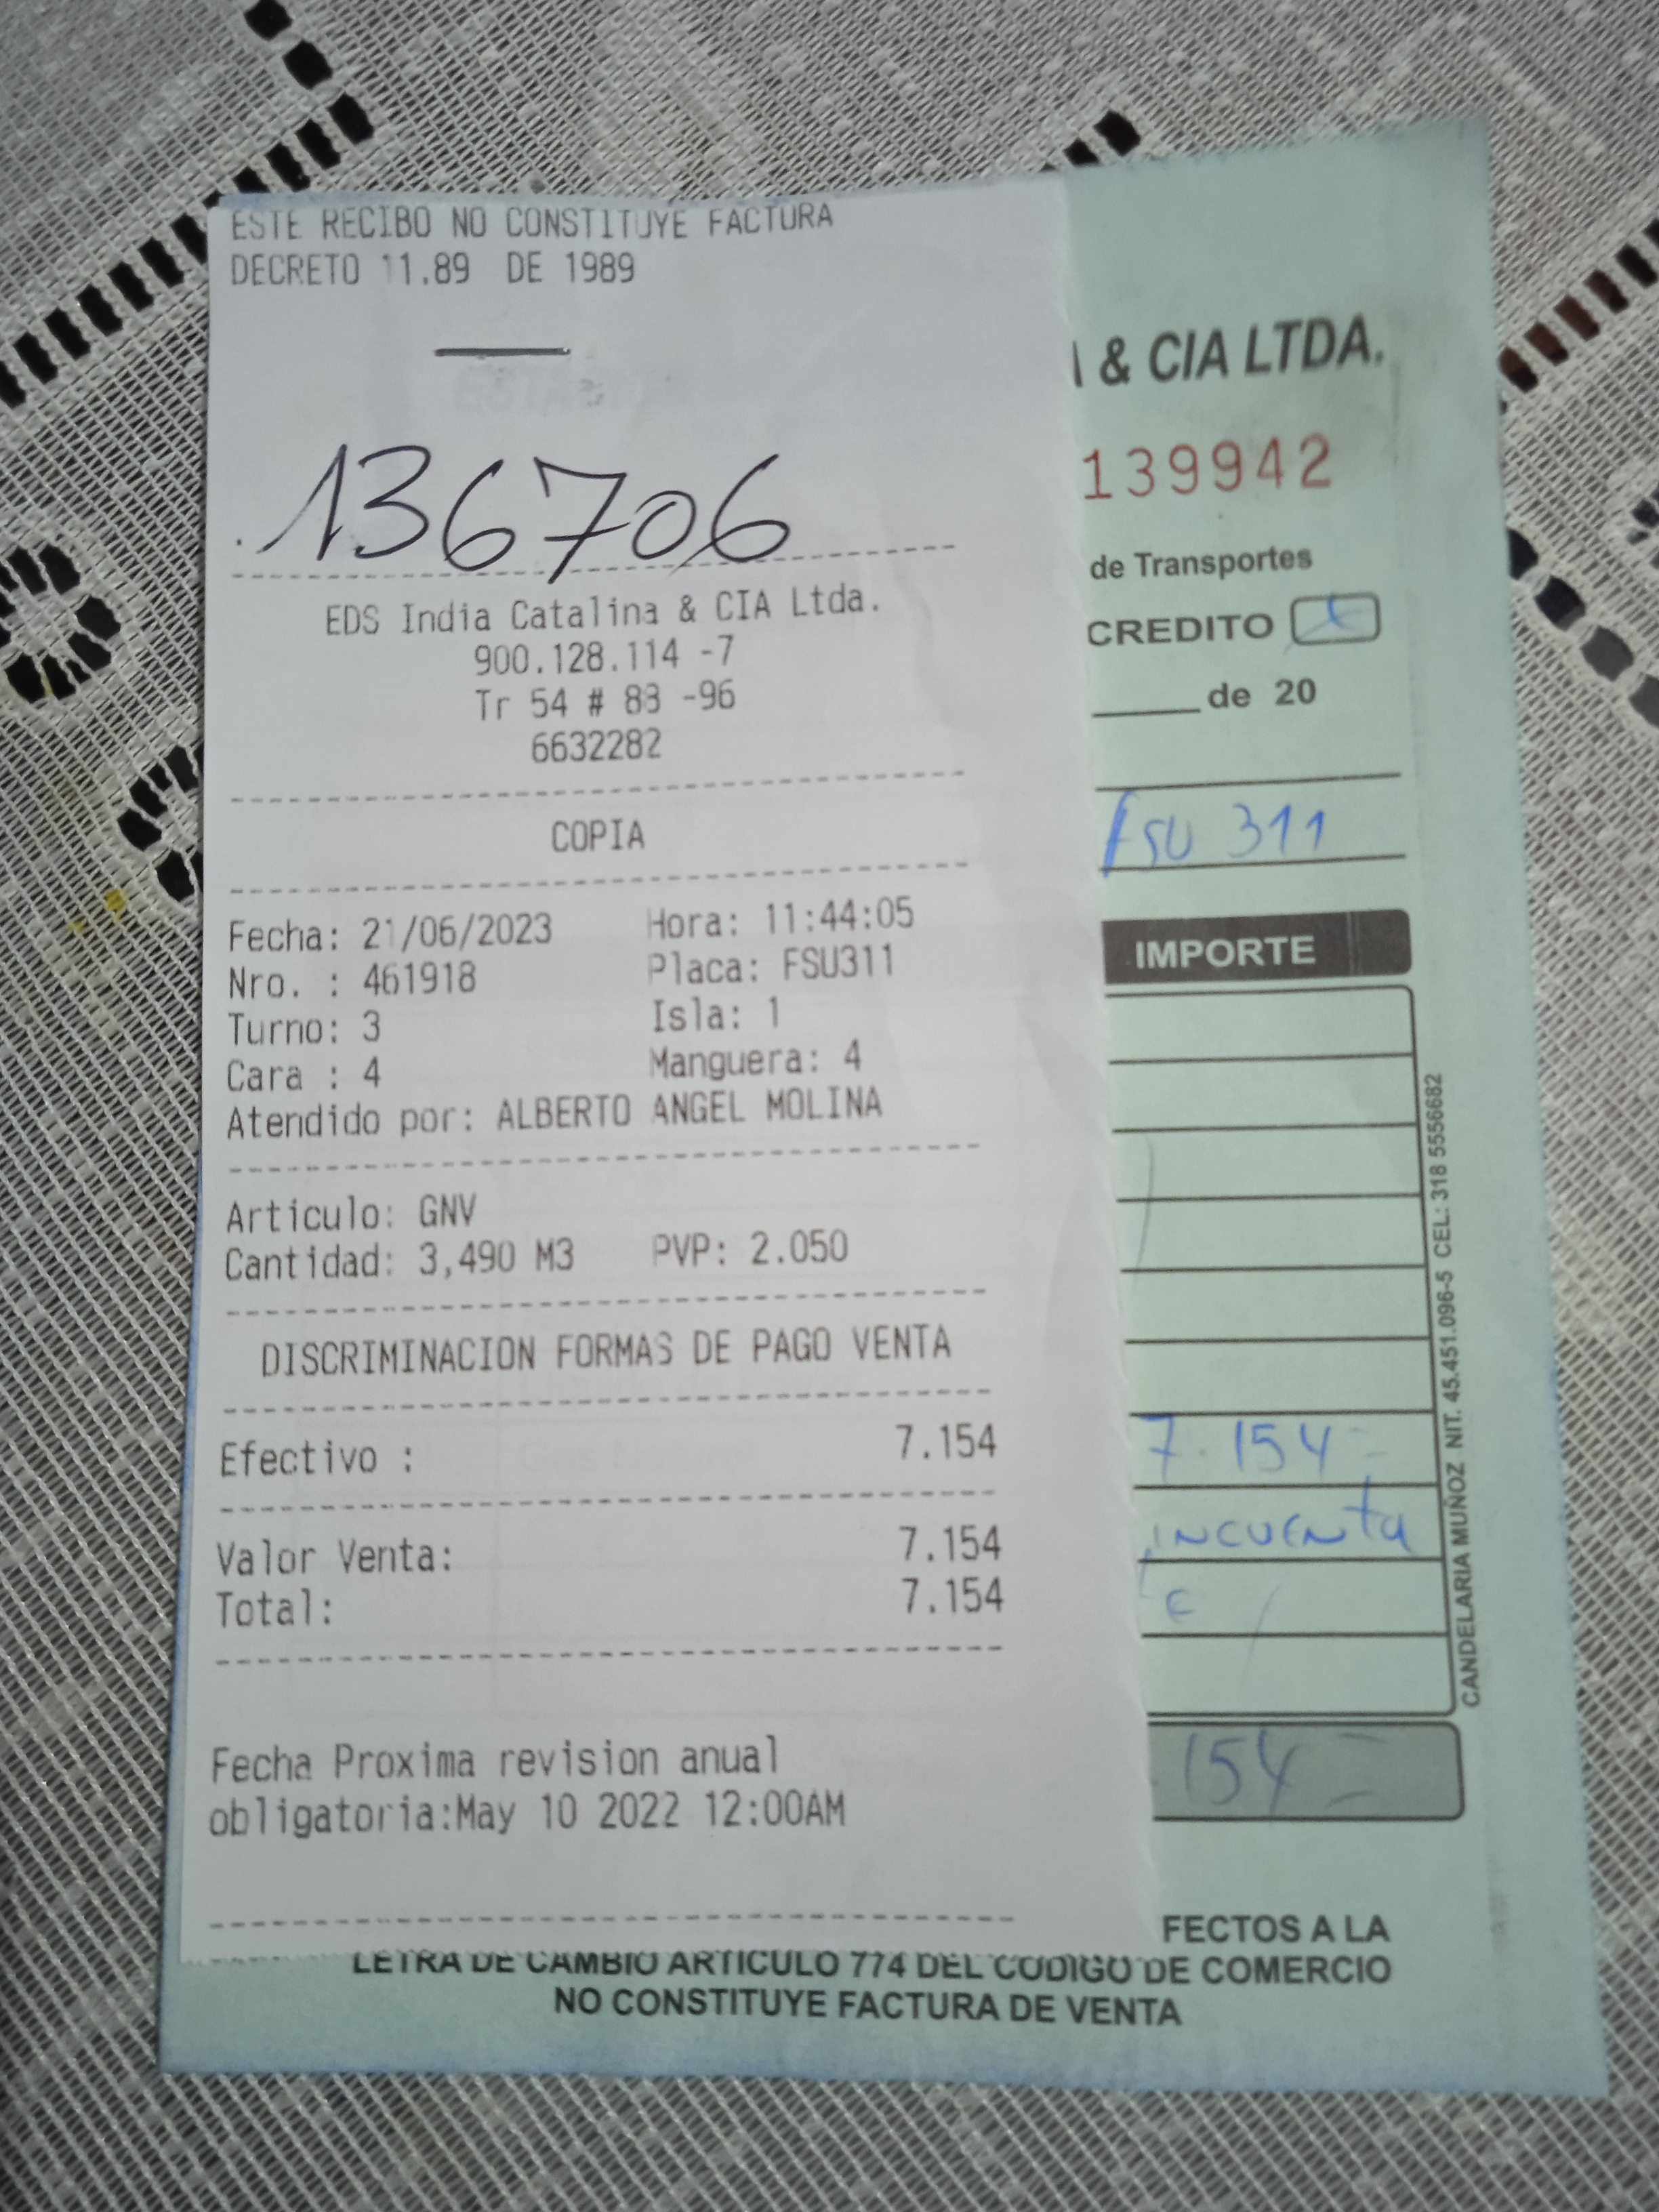 ESTE RECIBO NO CONSTITUYE FACTURA
DECRETO 11.89 DE 1989
136706
EDS India Catalina & CIA Ltda.
900.128.114 -7
Tr 54 # 83 -96
6632282
COPIA
Fecha: 21/06/2023 Hora: 11:44:05
Nro. : 461918 Placa: FSU311
Turno: 3 Isla: 1
Cara : 4 Manguera: 4
Atendido por: ALBERTO ANGEL MOLINA
Articulo: GNV
Cantidad: 3,490 M3 PVP: 2.050
DISCRIMINACION FORMAS DE PAGO VENTA
Efectivo : 7.154
Valor Venta: 7.154
Total: 7.154
Fecha Proxima revision anual
obligatoria:May 10 2022 12:00AM
& CIA LTDA.
139942
de Transportes
CREDITO X
de 20
FSU 311
IMPORTE
7.154=
INCUENTA
E
154=
CANDELARIA MUÑOZ NIT. 45.451.096-5 CEL: 318 5556682
FECTOS A LA
LETRA DE CAMBIO ARTICULO 774 DEL CODIGO DE COMERCIO
NO CONSTITUYE FACTURA DE VENTA